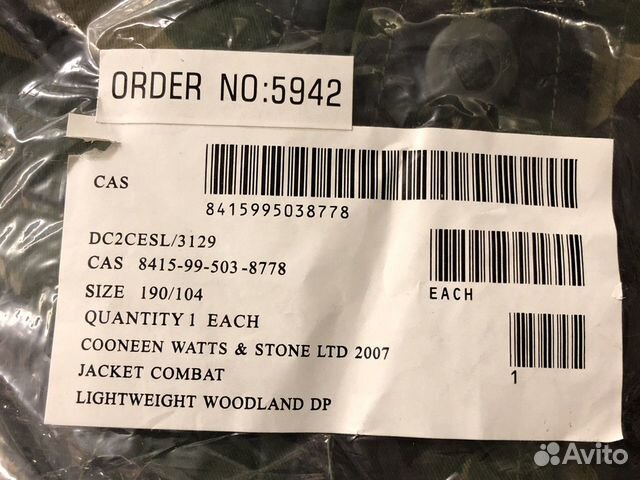 ORDER NO:5942
CAS
8415995038778
DC2CESL/3129
CAS 8415-99-503-8778
EACH
SIZE 190/104
QUANTITY 1 EACH
COONEEN WATTS & STONE LTD 2007
1
JACKET COMBAT
LIGHTWEIGHT WOODLAND DP
Avito